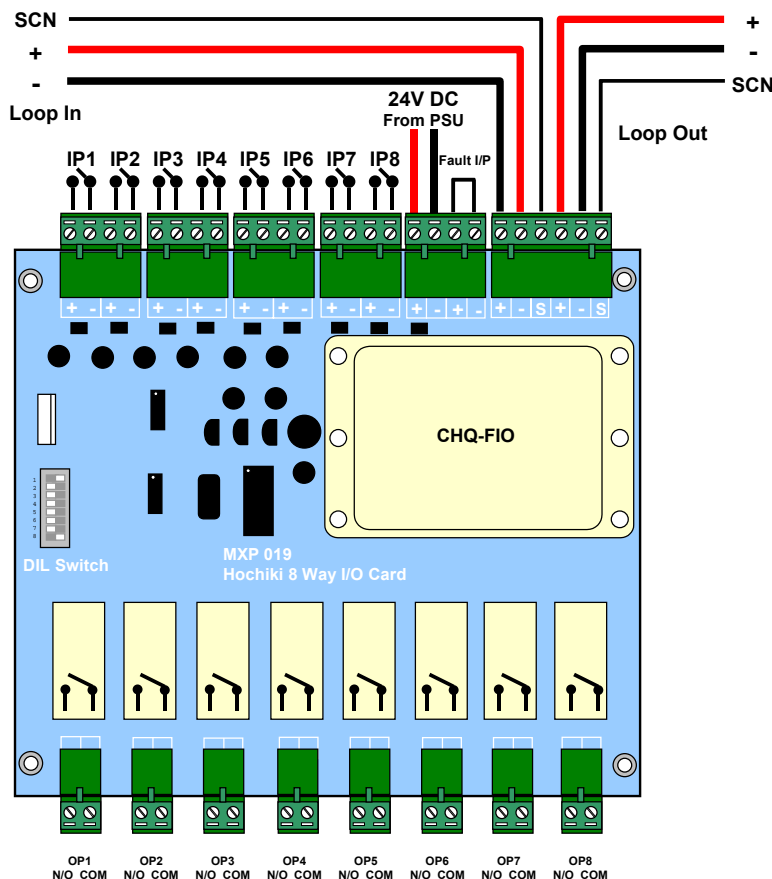 SCN
+
-
Loop In
+
-
SCN
Loop Out
24V DC
From PSU
Fault I/P
IP1 IP2 IP3 IP4 IP5 IP6 IP7 IP8
+ - + - + - + - + - + - + - + - + - + - + - S + - S
CHQ-FIO
1
2
3
4
5
6
7
8
DIL Switch
MXP 019
Hochiki 8 Way I/O Card
OP1 OP2 OP3 OP4 OP5 OP6 OP7 OP8
N/O COM N/O COM N/O COM N/O COM N/O COM N/O COM N/O COM N/O COM